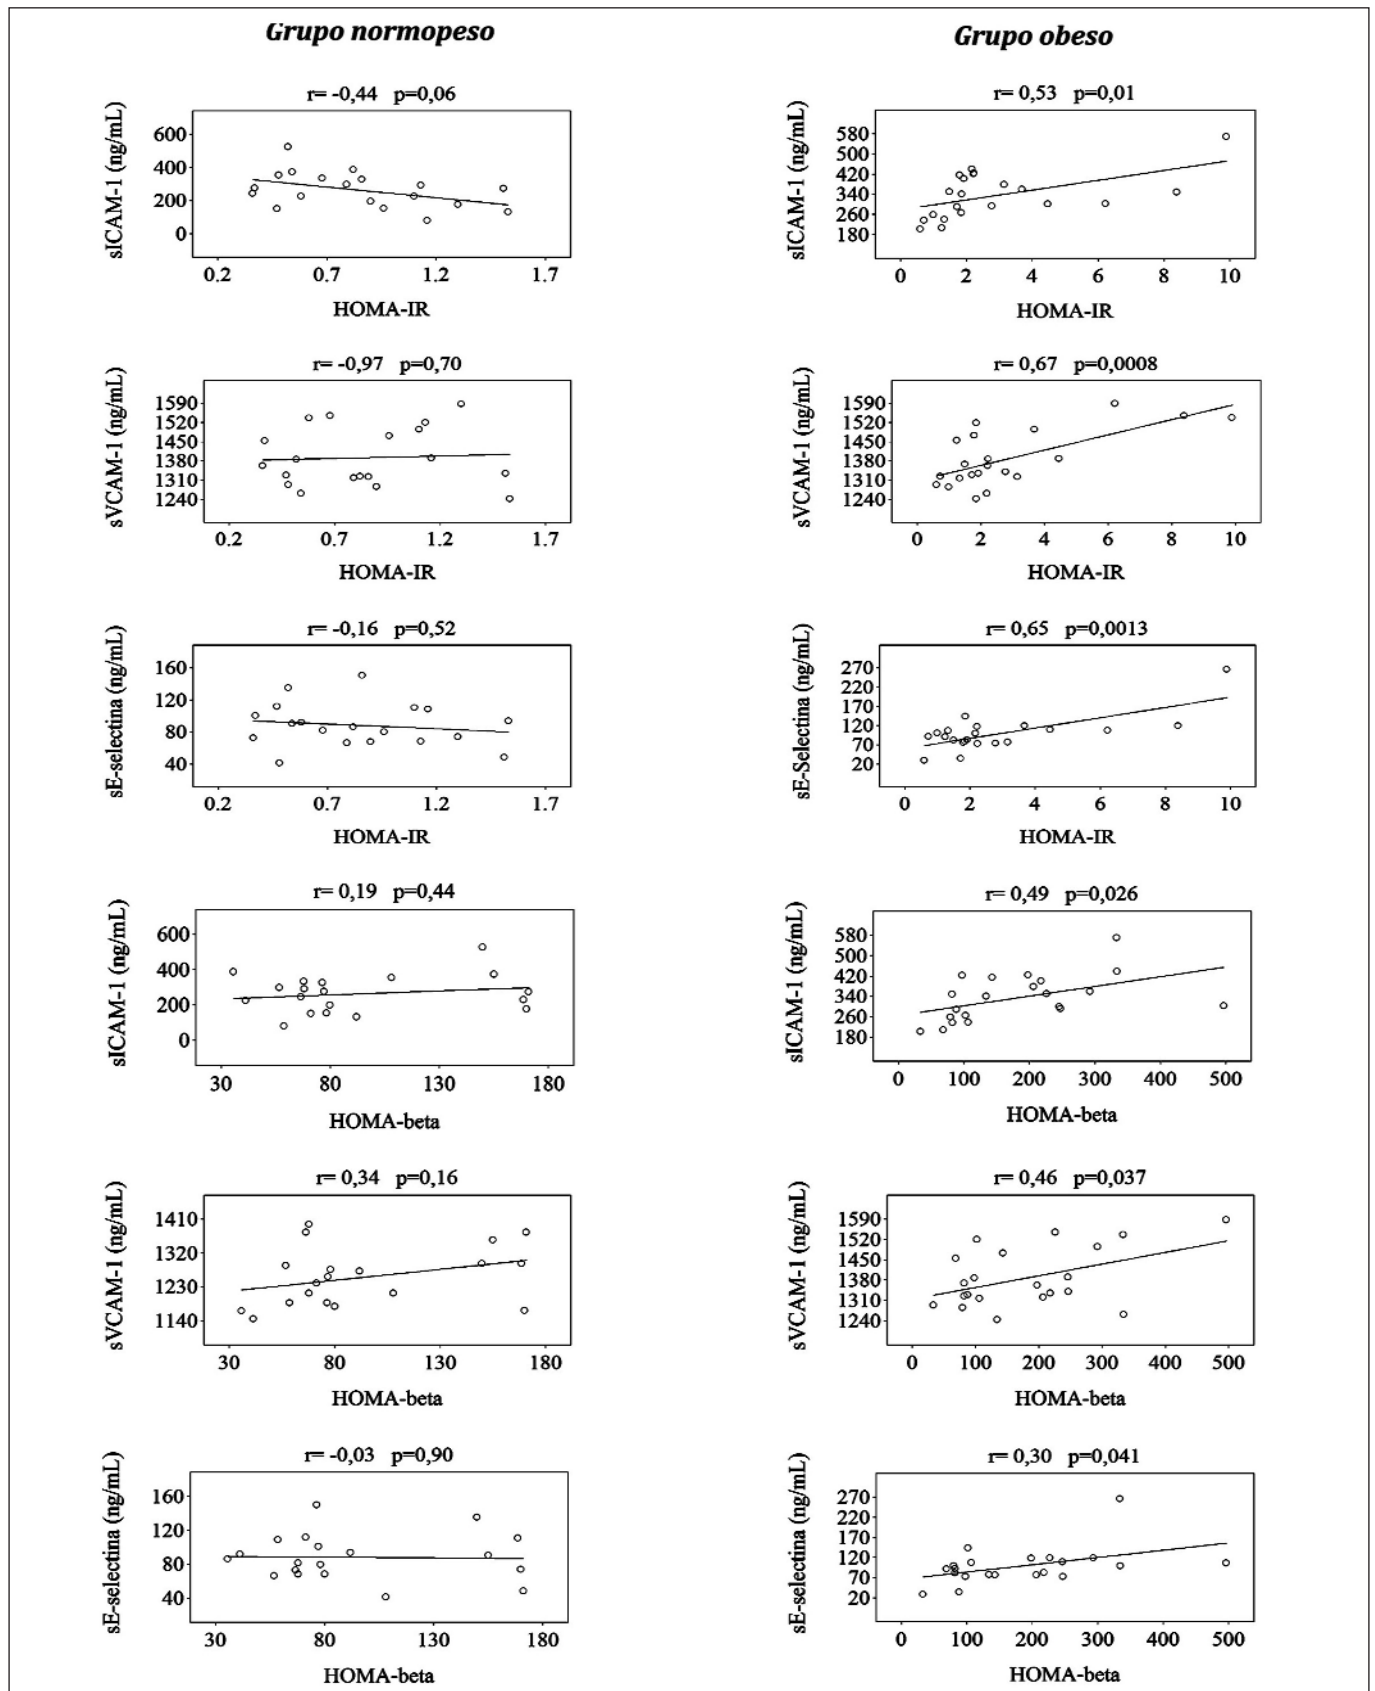 Grupo normopeso
Grupo obeso
r= -0,44 p=0,06
sICAM-1 (ng/mL)
600
400
200
0
0.2 0.7 1.2 1.7
HOMA-IR
r= 0,53 p=0,01
sICAM-1 (ng/mL)
580
500
420
340
260
180
0 2 4 6 8 10
HOMA-IR
r= -0,97 p=0,70
sVCAM-1 (ng/mL)
1590
1520
1450
1380
1310
1240
0.2 0.7 1.2 1.7
HOMA-IR
r= 0,67 p=0,0008
sVCAM-1 (ng/mL)
1590
1520
1450
1380
1310
1240
0 2 4 6 8 10
HOMA-IR
r= -0,16 p=0,52
sE-selectina (ng/mL)
160
120
80
40
0.2 0.7 1.2 1.7
HOMA-IR
r= 0,65 p=0,0013
sE-Selectina (ng/mL)
270
220
170
120
70
20
0 2 4 6 8 10
HOMA-IR
r= 0,19 p=0,44
sICAM-1 (ng/mL)
600
400
200
0
30 80 130 180
HOMA-beta
r= 0,49 p=0,026
sICAM-1 (ng/mL)
580
500
420
340
260
180
0 100 200 300 400 500
HOMA-beta
r= 0,34 p=0,16
sVCAM-1 (ng/mL)
1410
1320
1230
1140
30 80 130 180
HOMA-beta
r= 0,46 p=0,037
sVCAM-1 (ng/mL)
1590
1520
1450
1380
1310
1240
0 100 200 300 400 500
HOMA-beta
r= -0,03 p=0,90
sE-selectina (ng/mL)
160
120
80
40
30 80 130 180
HOMA-beta
r= 0,30 p=0,041
sE-selectina (ng/mL)
270
220
170
120
70
20
0 100 200 300 400 500
HOMA-beta